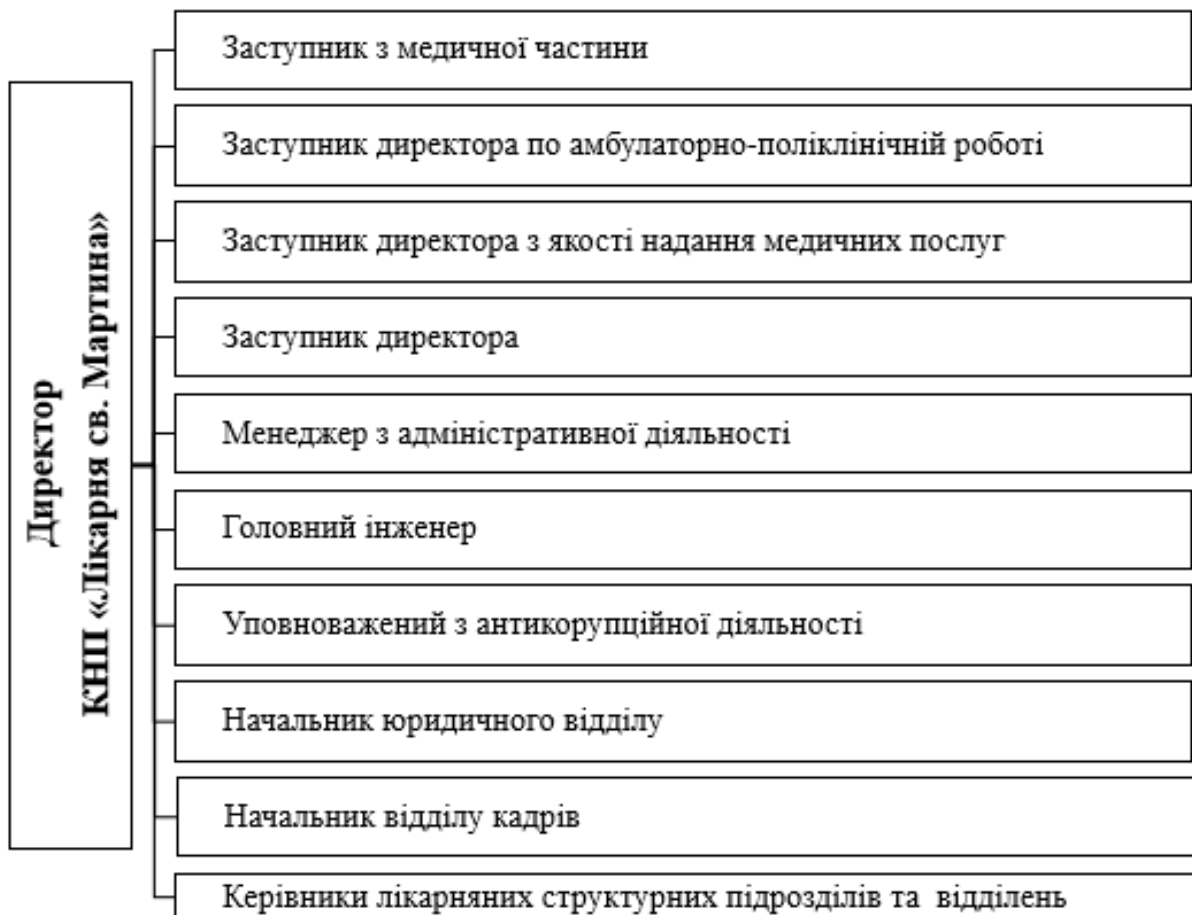 Директор
КНП «Лікарня св. Мартина»
Заступник з медичної частини
Заступник директора по амбулаторно-поліклінічній роботі
Заступник директора з якості надання медичних послуг
Заступник директора
Менеджер з адміністративної діяльності
Головний інженер
Уповноважений з антикорупційної діяльності
Начальник юридичного відділу
Начальник відділу кадрів
Керівники лікарняних структурних підрозділів та відділень